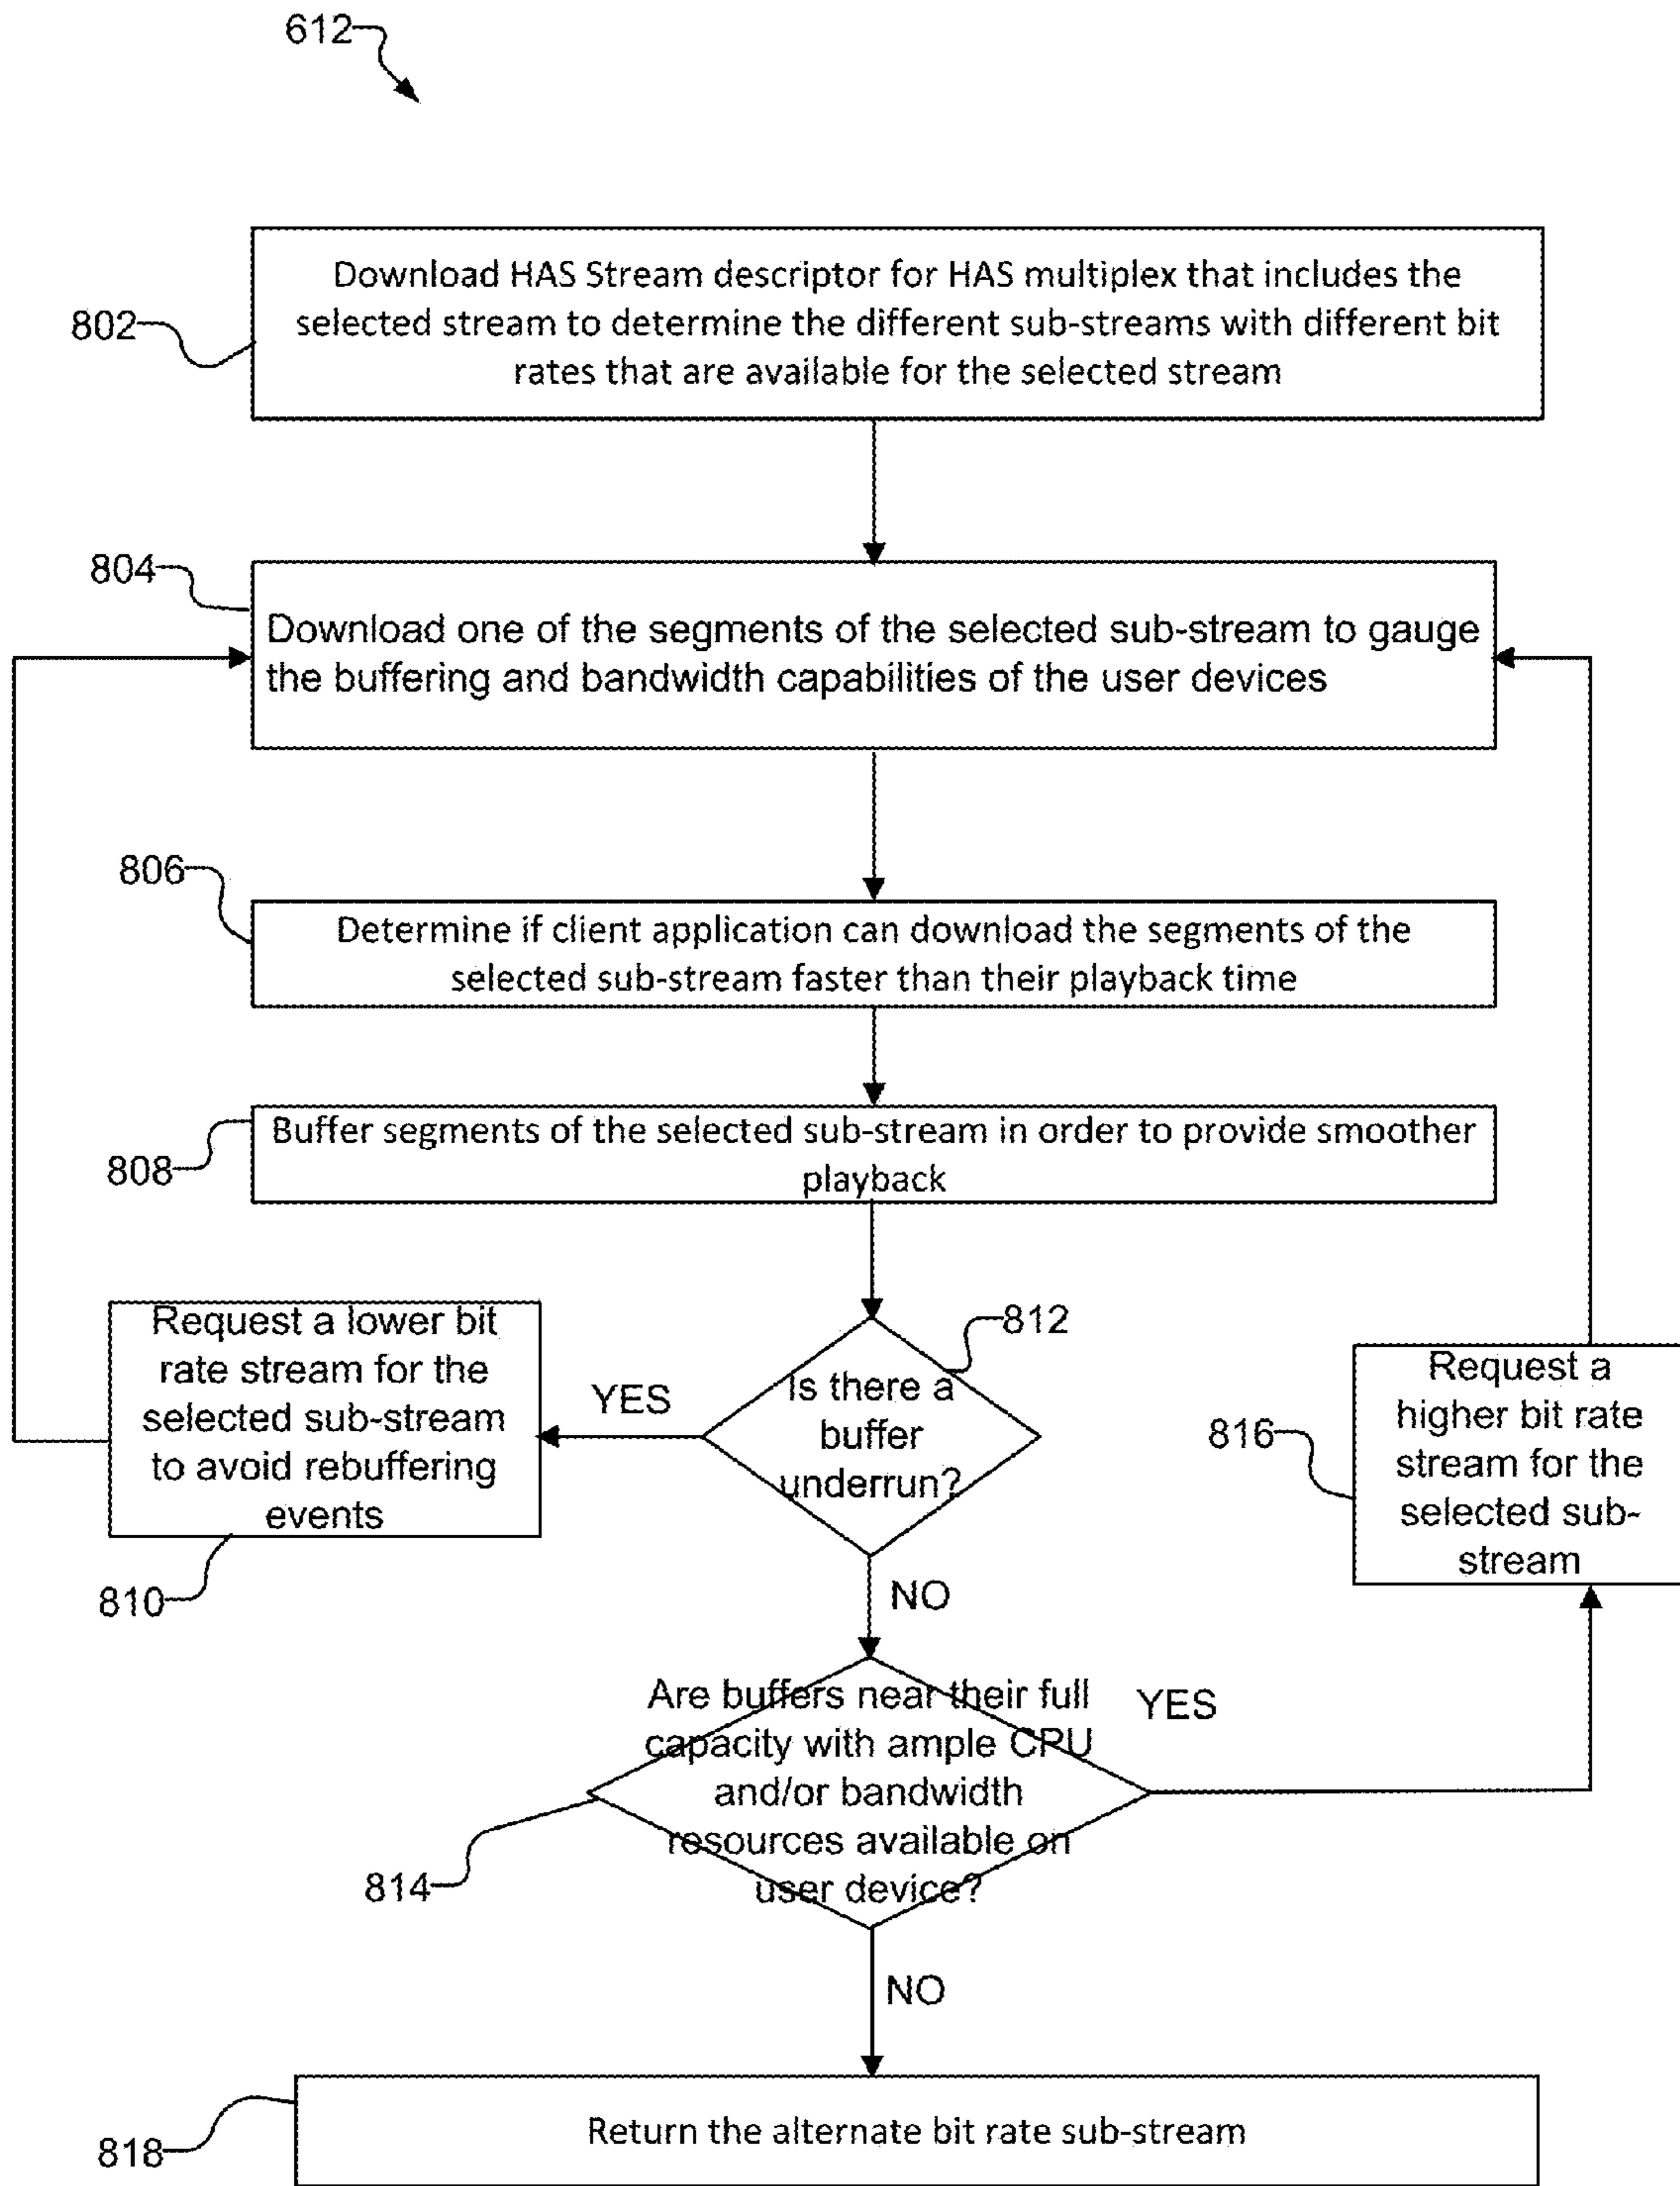 612
802
Download HAS Stream descriptor for HAS multiplex that includes the
selected stream to determine the different sub-streams with different bit
rates that are available for the selected stream
804
Download one of the segments of the selected sub-stream to gauge
the buffering and bandwidth capabilities of the user devices
806
Determine if client application can download the segments of the
selected sub-stream faster than their playback time
808
Buffer segments of the selected sub-stream in order to provide smoother
playback
Request a lower bit
rate stream for the
selected sub-stream
to avoid rebuffering
events
810
YES
812
Is there a
buffer
underrun?
NO
816
Request a
higher bit rate
stream for the
selected sub-
stream
814
Are buffers near their full
capacity with ample CPU
and/or bandwidth
resources available on
user device?
YES
NO
818
Return the alternate bit rate sub-stream